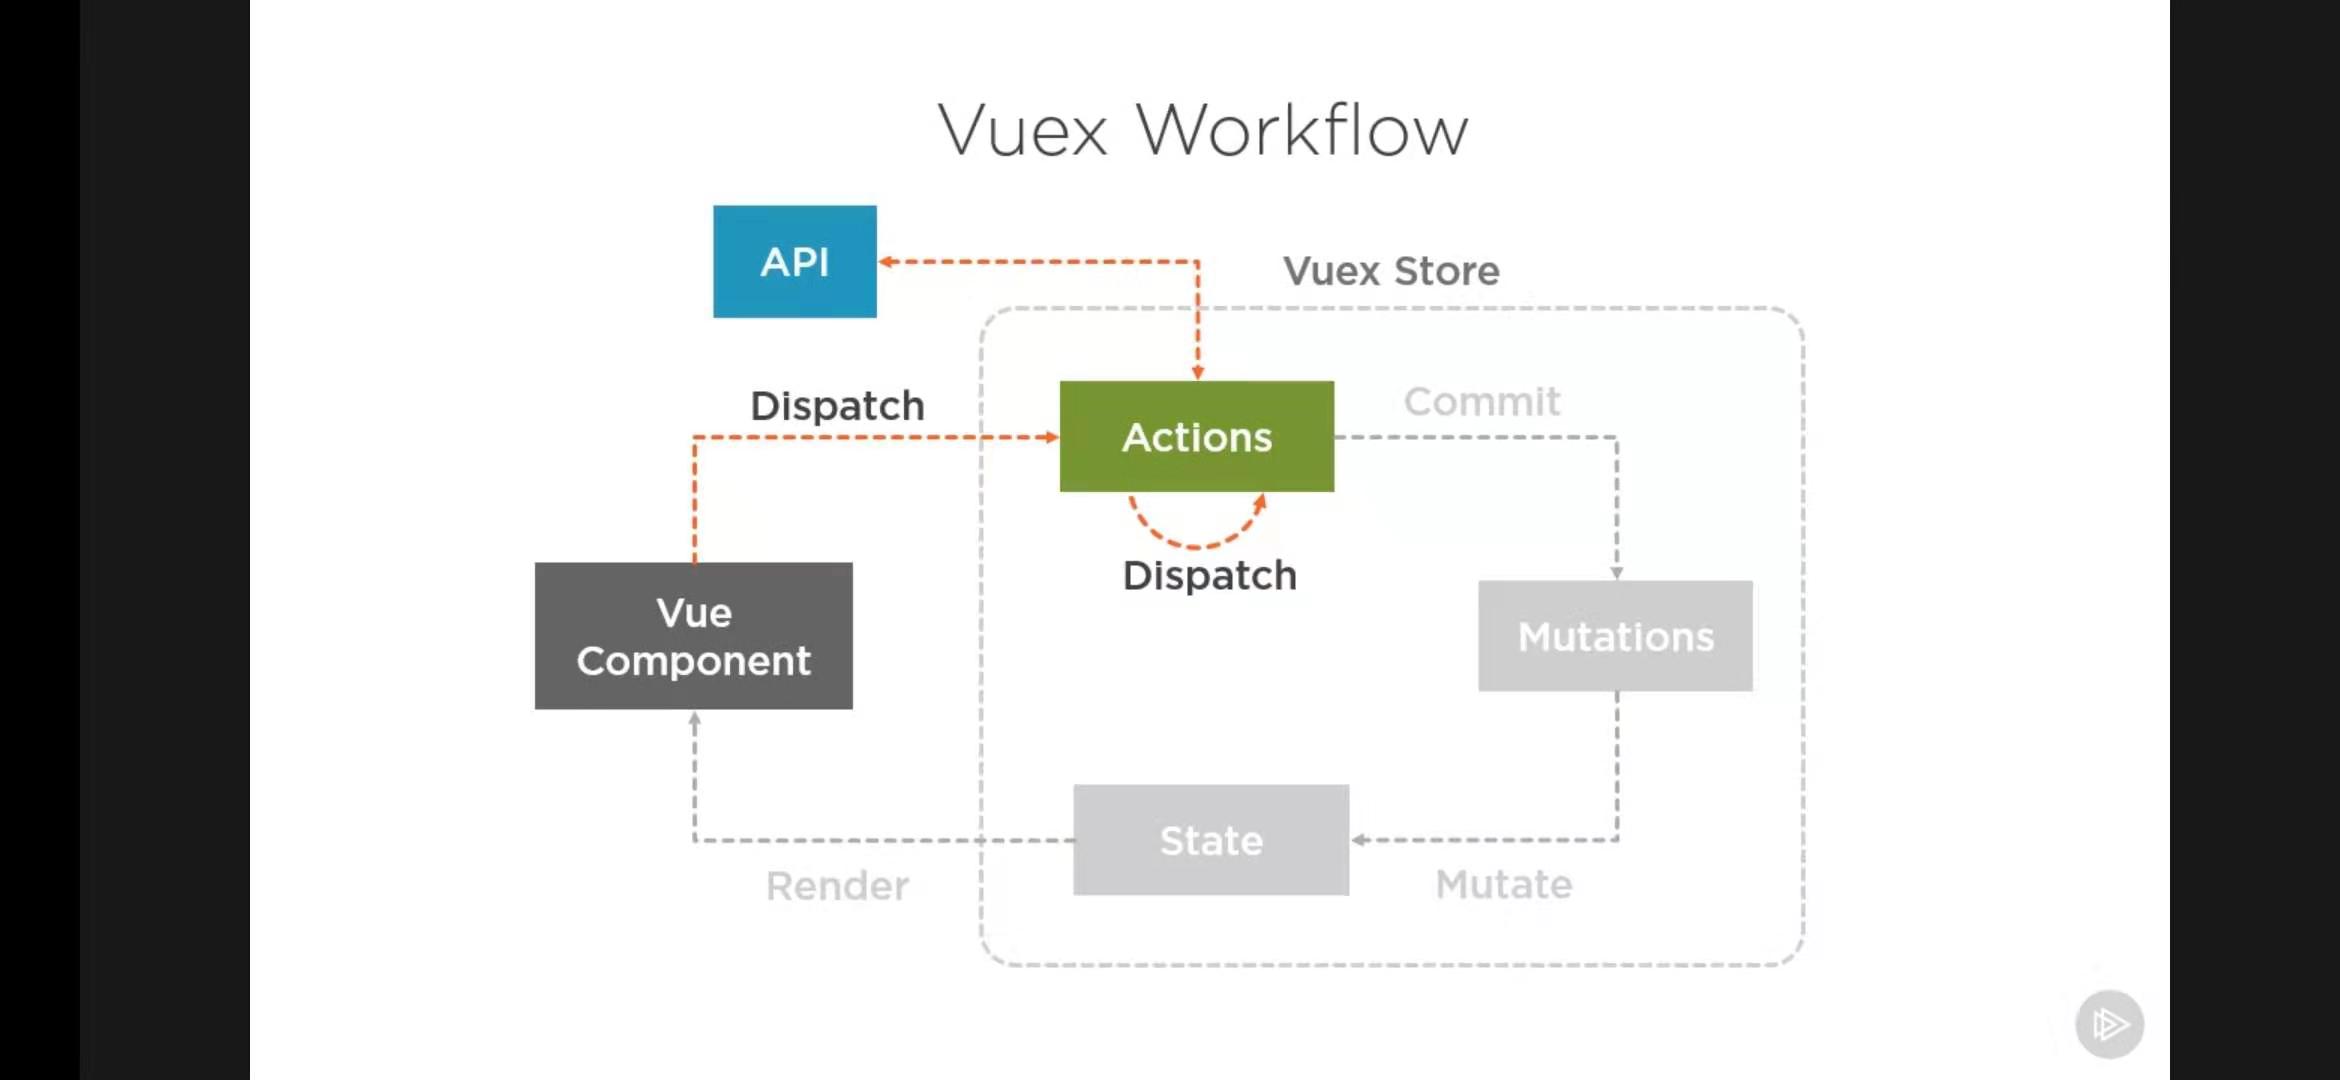 Vuex Workflow
API
Vuex Store
Dispatch
Actions
Commit
Dispatch
Vue
Component
Mutations
State
Render
Mutate